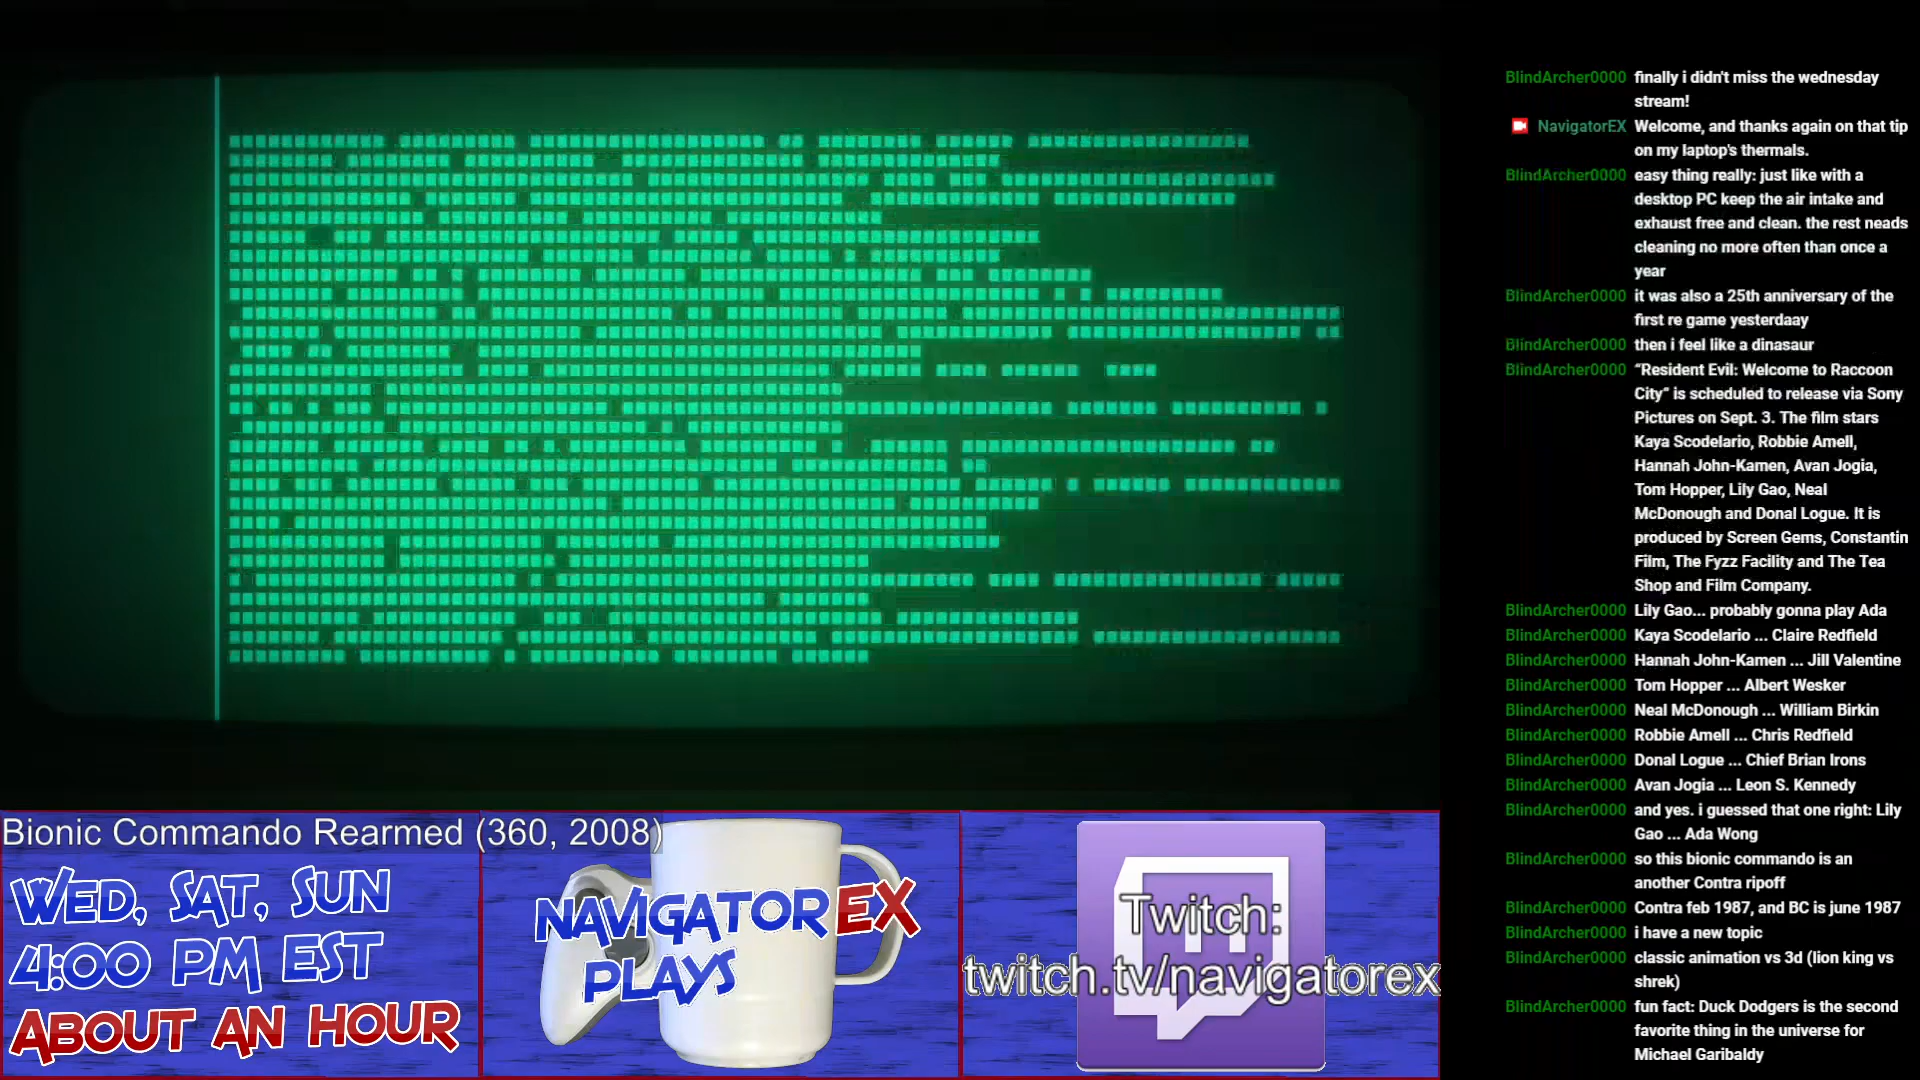 BlindArcher0000 finally i didn't miss the wednesday
stream!
NavigatorEX Welcome, and thanks again on that tip
on my laptop's thermals.
BlindArcher0000 easy thing really: just like with a
desktop PC keep the air intake and
exhaust free and clean. the rest neads
cleaning no more often than once a
year
BlindArcher0000 it was also a 25th anniversary of the
first re game yesterdaay
BlindArcher0000 then i feel like a dinasaur
BlindArcher0000 “Resident Evil: Welcome to Raccoon
City” is scheduled to release via Sony
Pictures on Sept. 3. The film stars
Kaya Scodelario, Robbie Amell,
Hannah John-Kamen, Avan Jogia,
Tom Hopper, Lily Gao, Neal
McDonough and Donal Logue. It is
produced by Screen Gems, Constantin
Film, The Fyzz Facility and The Tea
Shop and Film Company.
BlindArcher0000 Lily Gao... probably gonna play Ada
BlindArcher0000 Kaya Scodelario ... Claire Redfield
BlindArcher0000 Hannah John-Kamen ... Jill Valentine
BlindArcher0000 Tom Hopper ... Albert Wesker
BlindArcher0000 Neal McDonough ... William Birkin
BlindArcher0000 Robbie Amell ... Chris Redfield
BlindArcher0000 Donal Logue ... Chief Brian Irons
BlindArcher0000 Avan Jogia ... Leon S. Kennedy
BlindArcher0000 and yes. i guessed that one right: Lily
Gao ... Ada Wong
BlindArcher0000 so this bionic commando is an
another Contra ripoff
BlindArcher0000 Contra feb 1987, and BC is june 1987
BlindArcher0000 i have a new topic
BlindArcher0000 classic animation vs 3d (lion king vs
shrek)
BlindArcher0000 fun fact: Duck Dodgers is the second
favorite thing in the universe for
Michael Garibaldy
Bionic Commando Rearmed (360, 2008)
WED, SAT, SUN
4:00 PM EST
ABOUT AN HOUR
NAVIGATOREX
PLAYS
Twitch:
twitch.tv/navigatorex